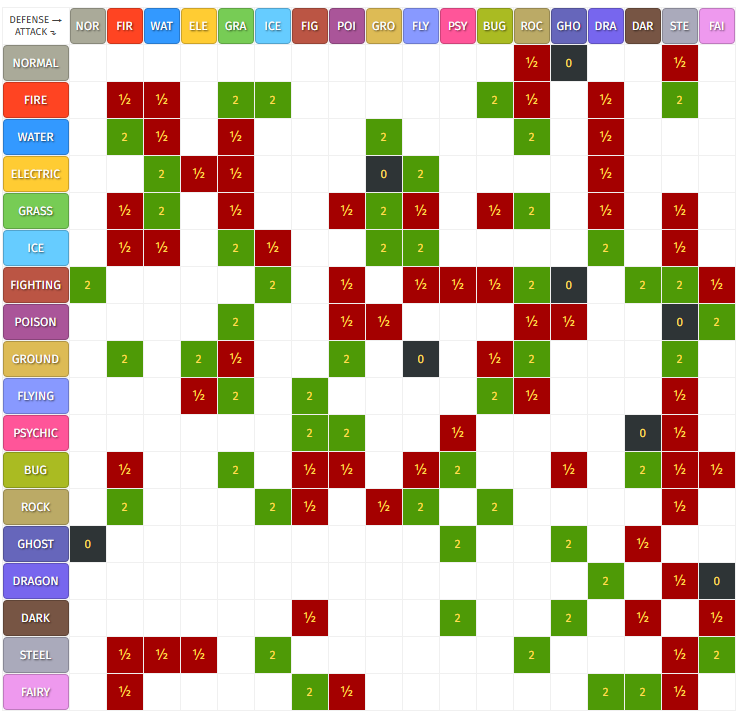 DEFENSE → NOR FIR WAT ELE GRA ICE FIG POI GRO FLY PSY BUG ROC GHO DRA DAR STE FAI
ATTACK ↴
NORMAL ½ 0 ½
FIRE ½ ½ 2 2 2 ½ ½ 2
WATER 2 ½ ½ 2 2 ½
ELECTRIC 2 ½ ½ 0 2 ½
GRASS ½ 2 ½ ½ 2 ½ ½ 2 ½ ½
ICE ½ ½ 2 ½ 2 2 2 ½
FIGHTING 2 2 ½ ½ ½ ½ 2 0 2 2 ½
POISON 2 ½ ½ ½ ½ 0 2
GROUND 2 2 ½ 2 0 ½ 2 2
FLYING ½ 2 2 2 ½ ½
PSYCHIC 2 2 ½ 0 ½
BUG ½ 2 ½ ½ ½ 2 ½ 2 ½ ½
ROCK 2 2 ½ ½ 2 2 ½
GHOST 0 2 2 ½
DRAGON 2 ½ 0
DARK ½ 2 2 ½ ½
STEEL ½ ½ ½ 2 2 ½ 2
FAIRY ½ 2 ½ 2 2 ½